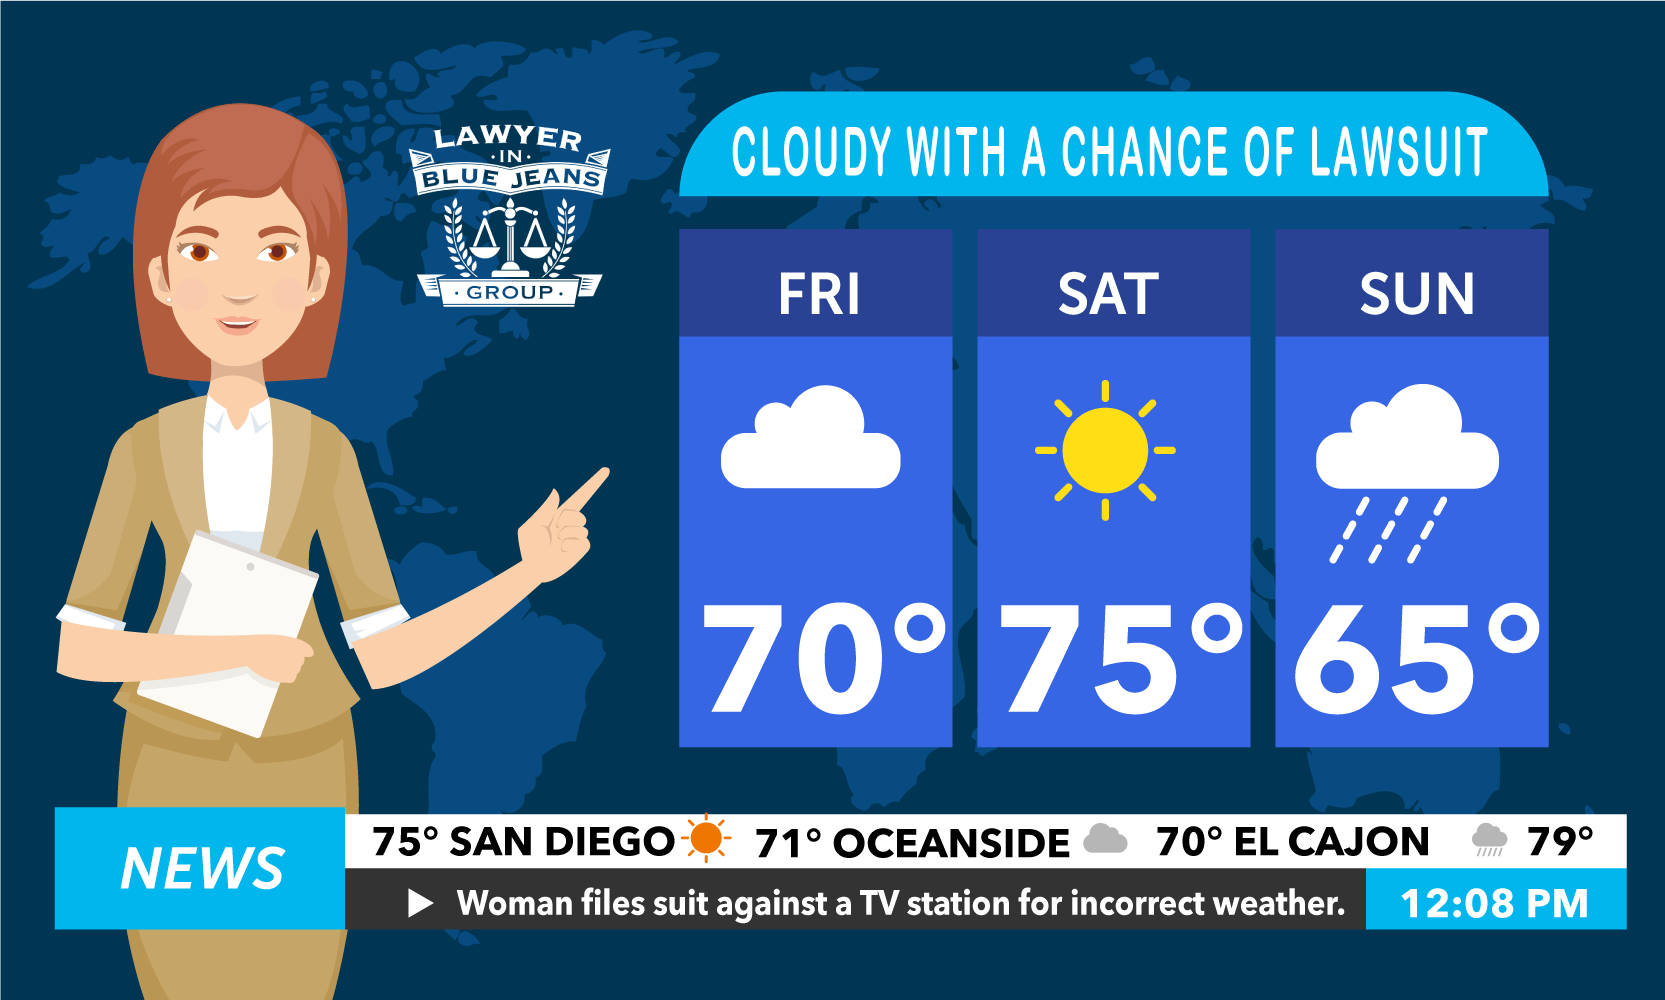 LAWYER
·IN·
BLUE JEANS
·GROUP·
CLOUDY WITH A CHANCE OF LAWSUIT
FRI
SAT
SUN
70°
75°
65°
NEWS
75° SAN DIEGO 71° OCEANSIDE 70° EL CAJON 79°
Woman files suit against a TV station for incorrect weather.
12:08 PM